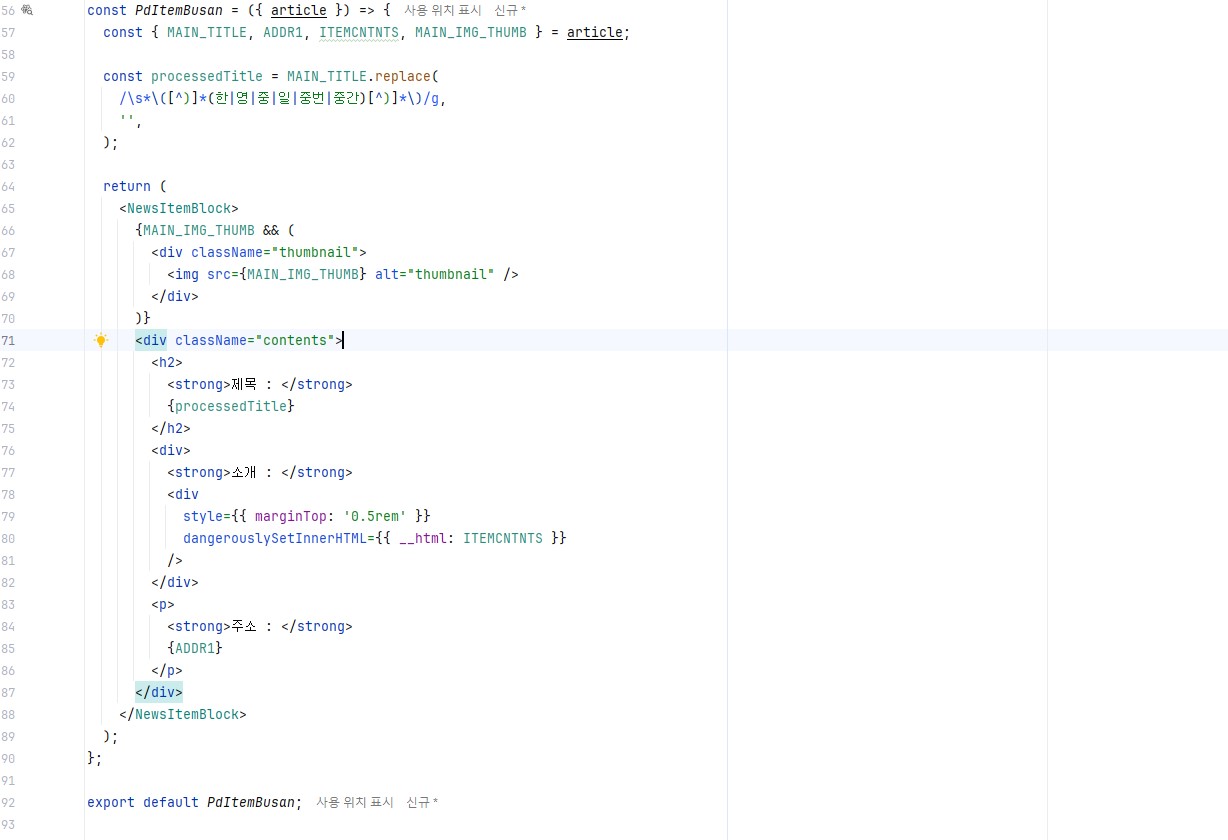 56 const PdItemBusan = ({ article }) => { 사용 위치 표시 신규 *
57 const { MAIN_TITLE, ADDR1, ITEMCNTNTS, MAIN_IMG_THUMB } = article;
58
59 const processedTitle = MAIN_TITLE.replace(
60 /\s*\([^)]*(한|영|중|일|중번|중간)[^)]*\)/g,
61 '',
62 );
63
64 return (
65 <NewsItemBlock>
66 {MAIN_IMG_THUMB && (
67 <div className="thumbnail">
68 <img src={MAIN_IMG_THUMB} alt="thumbnail" />
69 </div>
70 )}
71 <div className="contents">
72 <h2>
73 <strong>제목 : </strong>
74 {processedTitle}
75 </h2>
76 <div>
77 <strong>소개 : </strong>
78 <div
79 style={{ marginTop: '0.5rem' }}
80 dangerouslySetInnerHTML={{ __html: ITEMCNTNTS }}
81 />
82 </div>
83 <p>
84 <strong>주소 : </strong>
85 {ADDR1}
86 </p>
87 </div>
88 </NewsItemBlock>
89 );
90 };
91
92 export default PdItemBusan; 사용 위치 표시 신규 *
93